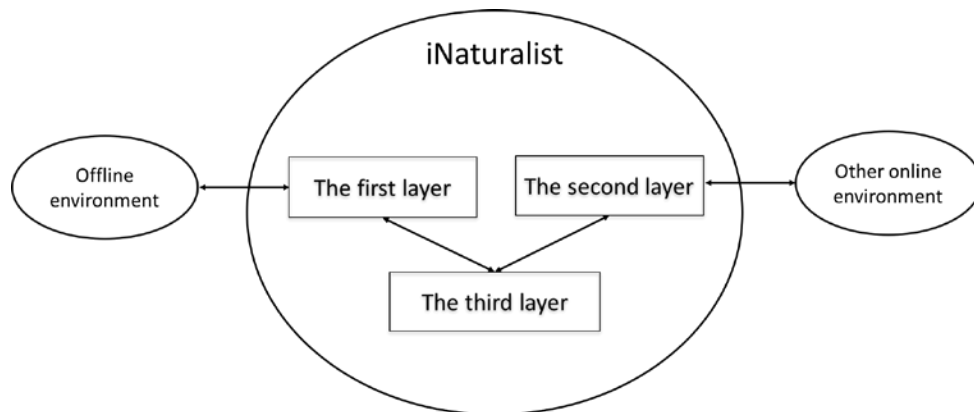 iNaturalist
Offline
environment
The first layer
The second layer
Other online
environment
The third layer